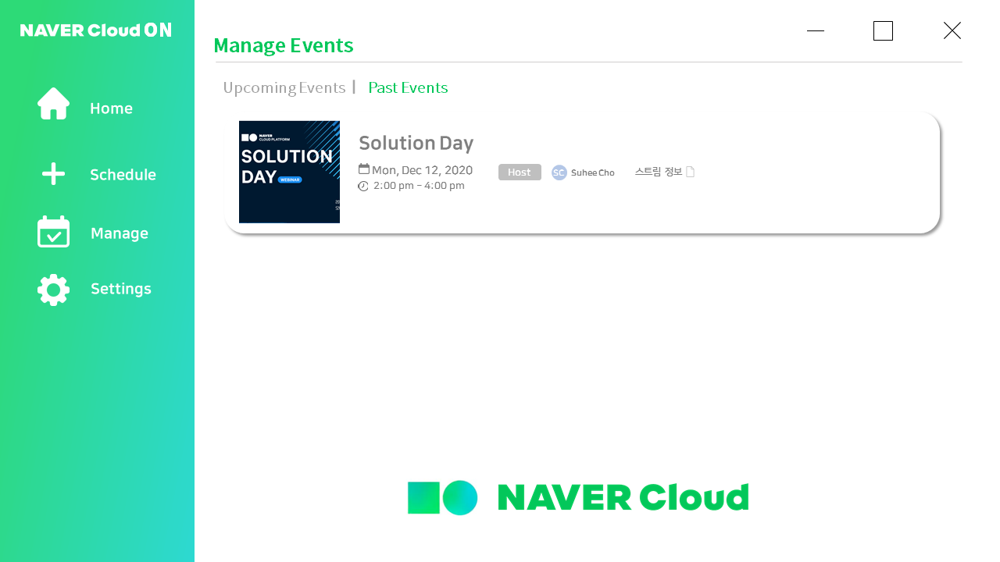 NAVER Cloud ON
Home
Schedule
Manage
Settings
Manage Events
Upcoming Events | Past Events
NAVER
CLOUD PLATFORM
SOLUTION
DAY WEBINAR
Solution Day
Mon, Dec 12, 2020
2:00 pm - 4:00 pm
Host
SC Suhee Cho
스트림 정보
NAVER Cloud